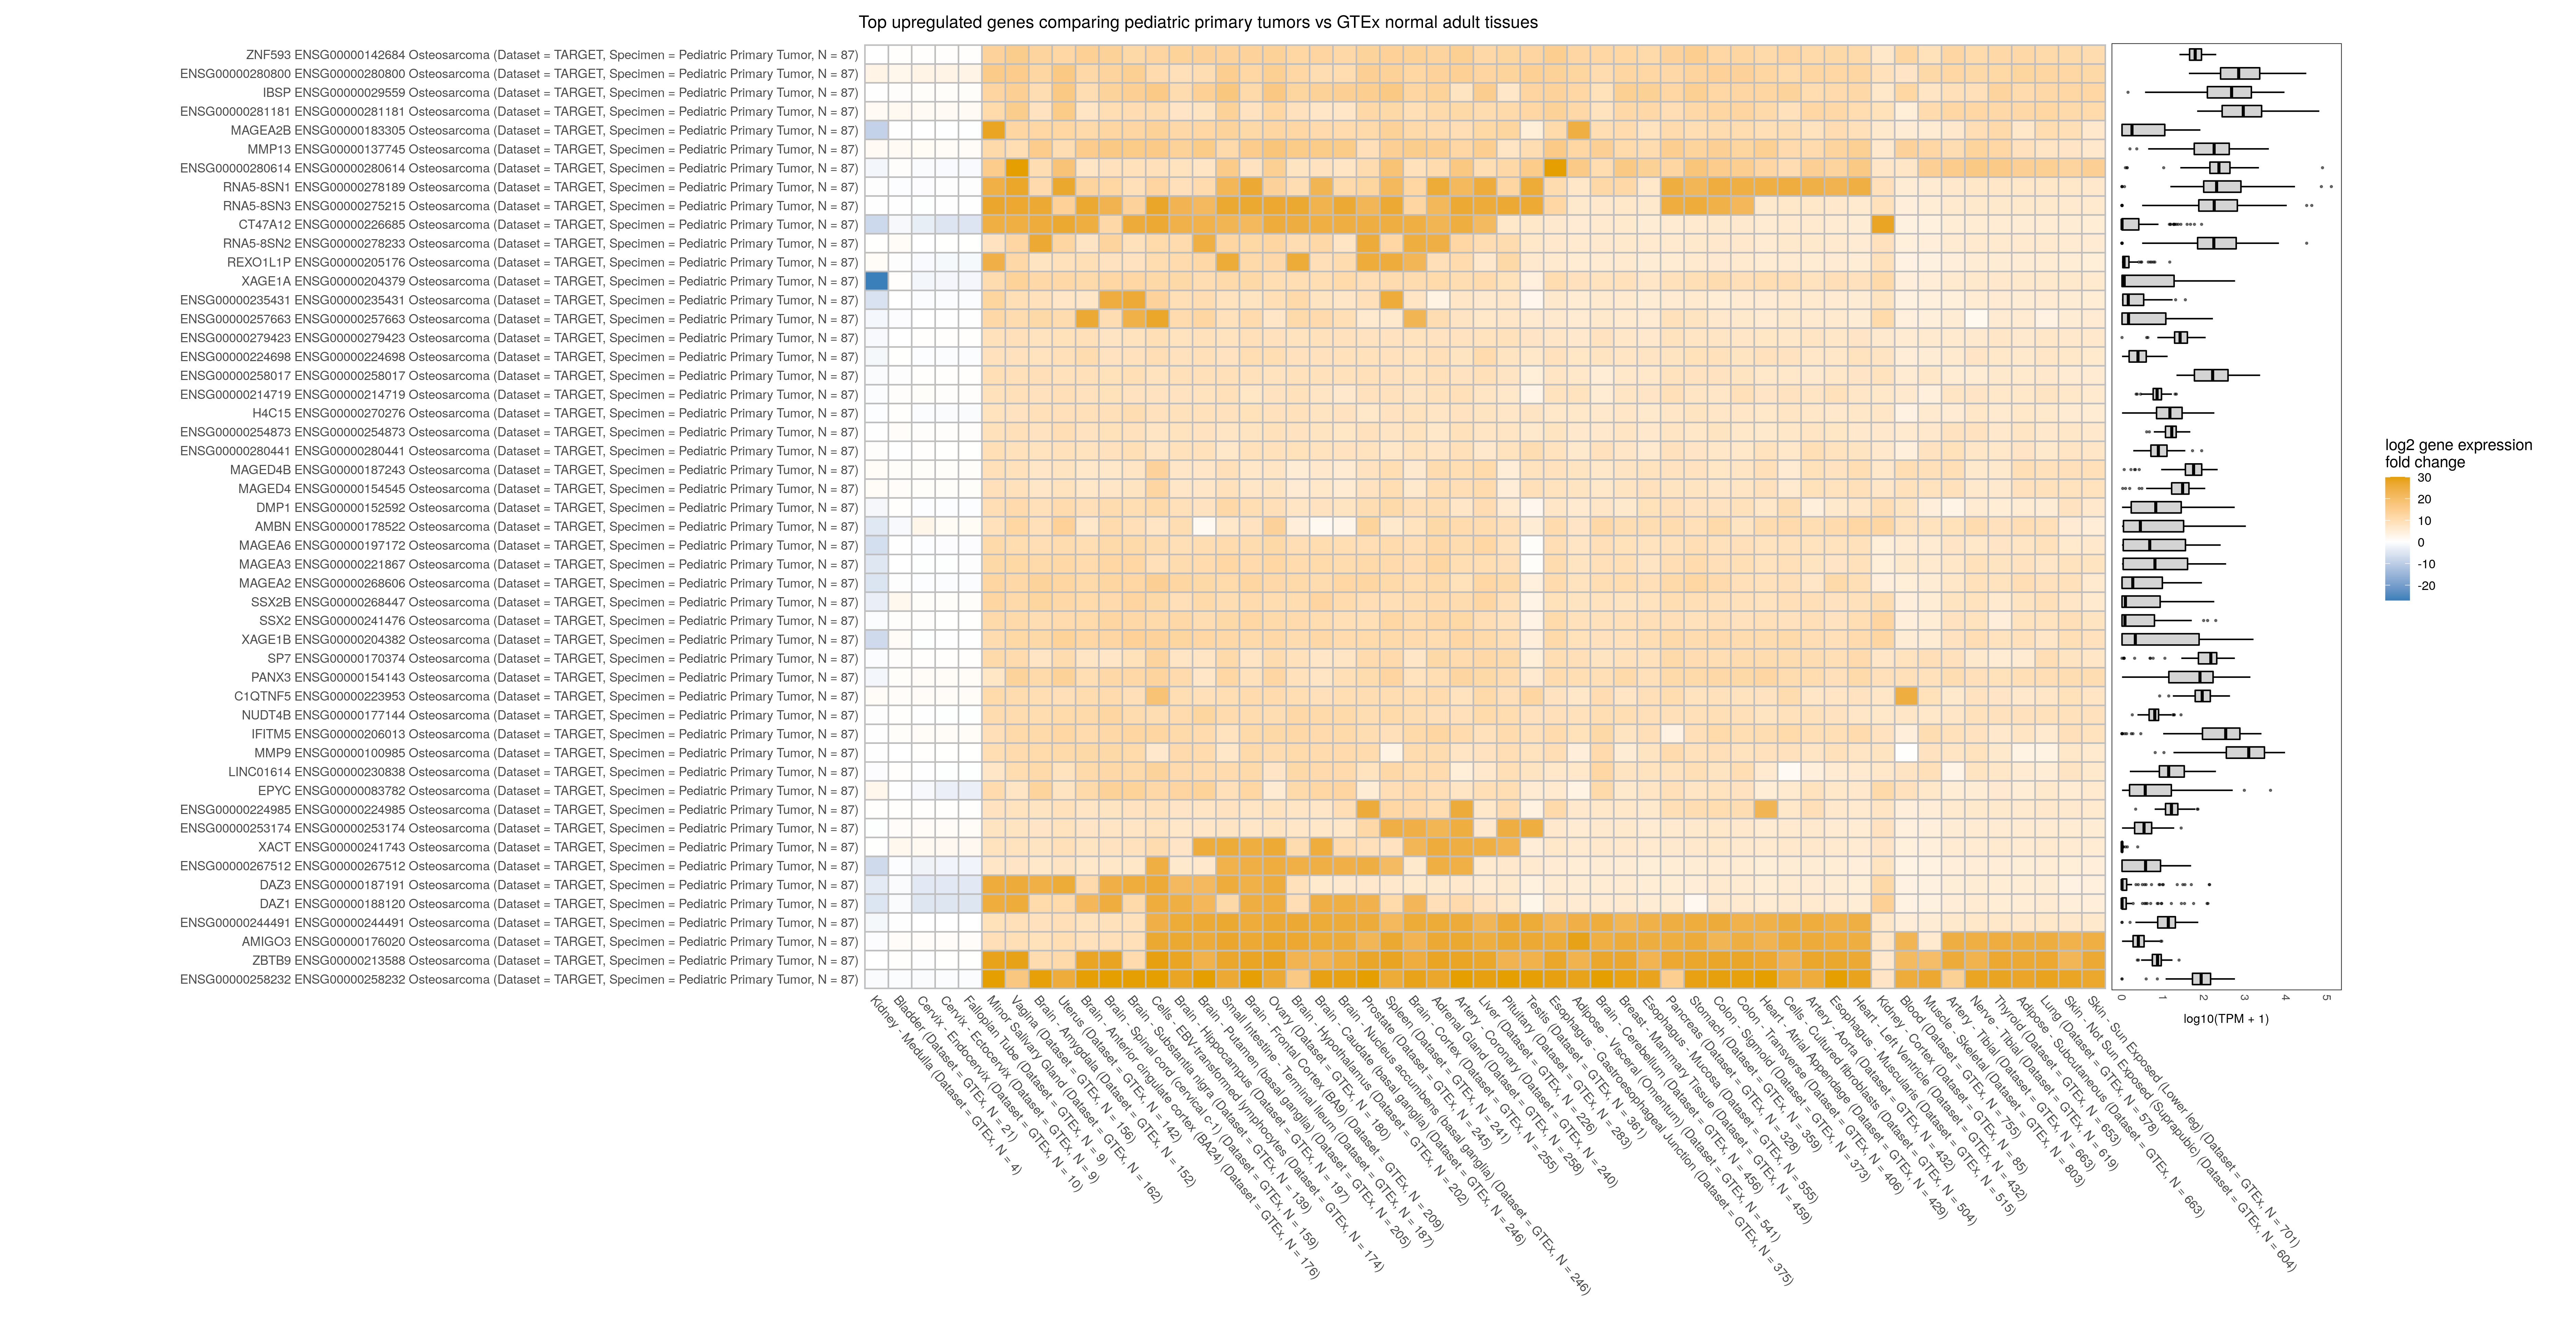 Top upregulated genes comparing pediatric primary tumors vs GTEx normal adult tissues
ZNF593 ENSG00000142684 Osteosarcoma (Dataset = TARGET, Specimen = Pediatric Primary Tumor, N = 87)
ENSG00000280800 ENSG00000280800 Osteosarcoma (Dataset = TARGET, Specimen = Pediatric Primary Tumor, N = 87)
IBSP ENSG00000029559 Osteosarcoma (Dataset = TARGET, Specimen = Pediatric Primary Tumor, N = 87)
ENSG00000281181 ENSG00000281181 Osteosarcoma (Dataset = TARGET, Specimen = Pediatric Primary Tumor, N = 87)
MAGEA2B ENSG00000183305 Osteosarcoma (Dataset = TARGET, Specimen = Pediatric Primary Tumor, N = 87)
MMP13 ENSG00000137745 Osteosarcoma (Dataset = TARGET, Specimen = Pediatric Primary Tumor, N = 87)
ENSG00000280614 ENSG00000280614 Osteosarcoma (Dataset = TARGET, Specimen = Pediatric Primary Tumor, N = 87)
RNA5-8SN1 ENSG00000278189 Osteosarcoma (Dataset = TARGET, Specimen = Pediatric Primary Tumor, N = 87)
RNA5-8SN3 ENSG00000275215 Osteosarcoma (Dataset = TARGET, Specimen = Pediatric Primary Tumor, N = 87)
CT47A12 ENSG00000226685 Osteosarcoma (Dataset = TARGET, Specimen = Pediatric Primary Tumor, N = 87)
RNA5-8SN2 ENSG00000278233 Osteosarcoma (Dataset = TARGET, Specimen = Pediatric Primary Tumor, N = 87)
REXO1L1P ENSG00000205176 Osteosarcoma (Dataset = TARGET, Specimen = Pediatric Primary Tumor, N = 87)
XAGE1A ENSG00000204379 Osteosarcoma (Dataset = TARGET, Specimen = Pediatric Primary Tumor, N = 87)
ENSG00000235431 ENSG00000235431 Osteosarcoma (Dataset = TARGET, Specimen = Pediatric Primary Tumor, N = 87)
ENSG00000257663 ENSG00000257663 Osteosarcoma (Dataset = TARGET, Specimen = Pediatric Primary Tumor, N = 87)
ENSG00000279423 ENSG00000279423 Osteosarcoma (Dataset = TARGET, Specimen = Pediatric Primary Tumor, N = 87)
ENSG00000224698 ENSG00000224698 Osteosarcoma (Dataset = TARGET, Specimen = Pediatric Primary Tumor, N = 87)
ENSG00000258017 ENSG00000258017 Osteosarcoma (Dataset = TARGET, Specimen = Pediatric Primary Tumor, N = 87)
ENSG00000214719 ENSG00000214719 Osteosarcoma (Dataset = TARGET, Specimen = Pediatric Primary Tumor, N = 87)
H4C15 ENSG00000270276 Osteosarcoma (Dataset = TARGET, Specimen = Pediatric Primary Tumor, N = 87)
ENSG00000254873 ENSG00000254873 Osteosarcoma (Dataset = TARGET, Specimen = Pediatric Primary Tumor, N = 87)
ENSG00000280441 ENSG00000280441 Osteosarcoma (Dataset = TARGET, Specimen = Pediatric Primary Tumor, N = 87)
MAGED4B ENSG00000187243 Osteosarcoma (Dataset = TARGET, Specimen = Pediatric Primary Tumor, N = 87)
MAGED4 ENSG00000154545 Osteosarcoma (Dataset = TARGET, Specimen = Pediatric Primary Tumor, N = 87)
DMP1 ENSG00000152592 Osteosarcoma (Dataset = TARGET, Specimen = Pediatric Primary Tumor, N = 87)
AMBN ENSG00000178522 Osteosarcoma (Dataset = TARGET, Specimen = Pediatric Primary Tumor, N = 87)
MAGEA6 ENSG00000197172 Osteosarcoma (Dataset = TARGET, Specimen = Pediatric Primary Tumor, N = 87)
MAGEA3 ENSG00000221867 Osteosarcoma (Dataset = TARGET, Specimen = Pediatric Primary Tumor, N = 87)
MAGEA2 ENSG00000268606 Osteosarcoma (Dataset = TARGET, Specimen = Pediatric Primary Tumor, N = 87)
SSX2B ENSG00000268447 Osteosarcoma (Dataset = TARGET, Specimen = Pediatric Primary Tumor, N = 87)
SSX2 ENSG00000241476 Osteosarcoma (Dataset = TARGET, Specimen = Pediatric Primary Tumor, N = 87)
XAGE1B ENSG00000204382 Osteosarcoma (Dataset = TARGET, Specimen = Pediatric Primary Tumor, N = 87)
SP7 ENSG00000170374 Osteosarcoma (Dataset = TARGET, Specimen = Pediatric Primary Tumor, N = 87)
PANX3 ENSG00000154143 Osteosarcoma (Dataset = TARGET, Specimen = Pediatric Primary Tumor, N = 87)
C1QTNF5 ENSG00000223953 Osteosarcoma (Dataset = TARGET, Specimen = Pediatric Primary Tumor, N = 87)
NUDT4B ENSG00000177144 Osteosarcoma (Dataset = TARGET, Specimen = Pediatric Primary Tumor, N = 87)
IFITM5 ENSG00000206013 Osteosarcoma (Dataset = TARGET, Specimen = Pediatric Primary Tumor, N = 87)
MMP9 ENSG00000100985 Osteosarcoma (Dataset = TARGET, Specimen = Pediatric Primary Tumor, N = 87)
LINC01614 ENSG00000230838 Osteosarcoma (Dataset = TARGET, Specimen = Pediatric Primary Tumor, N = 87)
EPYC ENSG00000083782 Osteosarcoma (Dataset = TARGET, Specimen = Pediatric Primary Tumor, N = 87)
ENSG00000224985 ENSG00000224985 Osteosarcoma (Dataset = TARGET, Specimen = Pediatric Primary Tumor, N = 87)
ENSG00000253174 ENSG00000253174 Osteosarcoma (Dataset = TARGET, Specimen = Pediatric Primary Tumor, N = 87)
XACT ENSG00000241743 Osteosarcoma (Dataset = TARGET, Specimen = Pediatric Primary Tumor, N = 87)
ENSG00000267512 ENSG00000267512 Osteosarcoma (Dataset = TARGET, Specimen = Pediatric Primary Tumor, N = 87)
DAZ3 ENSG00000187191 Osteosarcoma (Dataset = TARGET, Specimen = Pediatric Primary Tumor, N = 87)
DAZ1 ENSG00000188120 Osteosarcoma (Dataset = TARGET, Specimen = Pediatric Primary Tumor, N = 87)
ENSG00000244491 ENSG00000244491 Osteosarcoma (Dataset = TARGET, Specimen = Pediatric Primary Tumor, N = 87)
AMIGO3 ENSG00000176020 Osteosarcoma (Dataset = TARGET, Specimen = Pediatric Primary Tumor, N = 87)
ZBTB9 ENSG00000213588 Osteosarcoma (Dataset = TARGET, Specimen = Pediatric Primary Tumor, N = 87)
ENSG00000258232 ENSG00000258232 Osteosarcoma (Dataset = TARGET, Specimen = Pediatric Primary Tumor, N = 87)
Kidney - Medulla (Dataset = GTEx, N = 4)
Bladder (Dataset = GTEx, N = 21)
Cervix - Endocervix (Dataset = GTEx, N = 10)
Cervix - Ectocervix (Dataset = GTEx, N = 9)
Fallopian Tube (Dataset = GTEx, N = 9)
Minor Salivary Gland (Dataset = GTEx, N = 162)
Vagina (Dataset = GTEx, N = 156)
Brain - Amygdala (Dataset = GTEx, N = 152)
Uterus (Dataset = GTEx, N = 142)
Brain - Anterior cingulate cortex (BA24) (Dataset = GTEx, N = 176)
Brain - Spinal cord (cervical c-1) (Dataset = GTEx, N = 159)
Brain - Substantia nigra (Dataset = GTEx, N = 139)
Cells - EBV-transformed lymphocytes (Dataset = GTEx, N = 174)
Brain - Hippocampus (Dataset = GTEx, N = 197)
Brain - Putamen (basal ganglia) (Dataset = GTEx, N = 205)
Small Intestine - Terminal Ileum (Dataset = GTEx, N = 187)
Brain - Frontal Cortex (BA9) (Dataset = GTEx, N = 209)
Ovary (Dataset = GTEx, N = 180)
Brain - Hypothalamus (Dataset = GTEx, N = 202)
Brain - Caudate (basal ganglia) (Dataset = GTEx, N = 246)
Brain - Nucleus accumbens (basal ganglia) (Dataset = GTEx, N = 246)
Prostate (Dataset = GTEx, N = 245)
Spleen (Dataset = GTEx, N = 241)
Brain - Cortex (Dataset = GTEx, N = 255)
Adrenal Gland (Dataset = GTEx, N = 258)
Artery - Coronary (Dataset = GTEx, N = 240)
Liver (Dataset = GTEx, N = 226)
Pituitary (Dataset = GTEx, N = 283)
Testis (Dataset = GTEx, N = 361)
Esophagus - Gastroesophageal Junction (Dataset = GTEx, N = 375)
Adipose - Visceral (Omentum) (Dataset = GTEx, N = 541)
Brain - Cerebellum (Dataset = GTEx, N = 456)
Breast - Mammary Tissue (Dataset = GTEx, N = 459)
Esophagus - Mucosa (Dataset = GTEx, N = 555)
Pancreas (Dataset = GTEx, N = 328)
Stomach (Dataset = GTEx, N = 359)
Colon - Sigmoid (Dataset = GTEx, N = 373)
Colon - Transverse (Dataset = GTEx, N = 406)
Heart - Atrial Appendage (Dataset = GTEx, N = 429)
Cells - Cultured fibroblasts (Dataset = GTEx, N = 504)
Artery - Aorta (Dataset = GTEx, N = 432)
Esophagus - Muscularis (Dataset = GTEx, N = 515)
Heart - Left Ventricle (Dataset = GTEx, N = 432)
Kidney - Cortex (Dataset = GTEx, N = 85)
Blood (Dataset = GTEx, N = 755)
Muscle - Skeletal (Dataset = GTEx, N = 803)
Artery - Tibial (Dataset = GTEx, N = 663)
Nerve - Tibial (Dataset = GTEx, N = 619)
Thyroid (Dataset = GTEx, N = 653)
Adipose - Subcutaneous (Dataset = GTEx, N = 663)
Lung (Dataset = GTEx, N = 578)
Skin - Not Sun Exposed (Suprapubic) (Dataset = GTEx, N = 604)
Skin - Sun Exposed (Lower leg) (Dataset = GTEx, N = 701)
0
1
2
3
4
5
log10(TPM + 1)
log2 gene expression
fold change
30
20
10
0
-10
-20